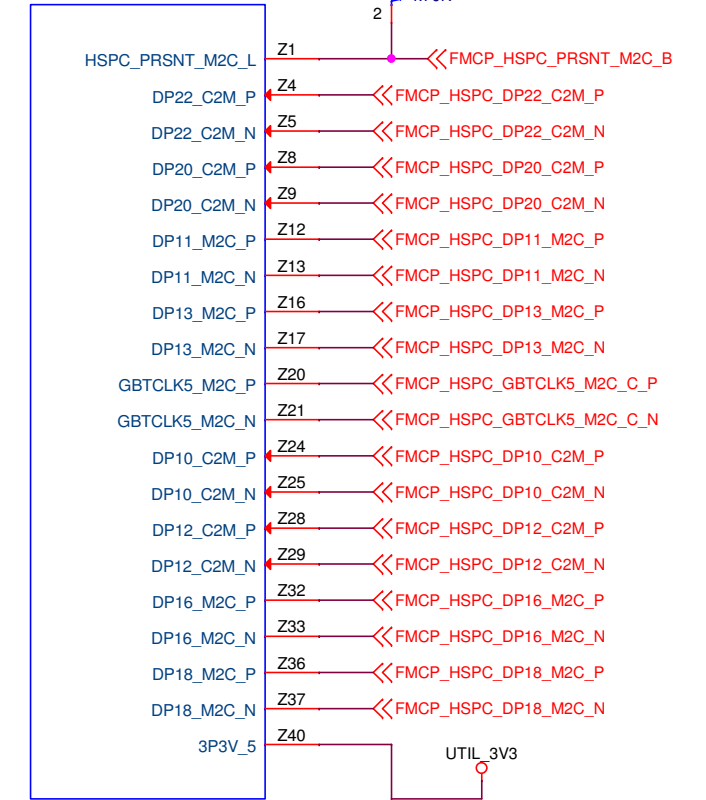 2
HSPC_PRSNT_M2C_L Z1 FMCP_HSPC_PRSNT_M2C_B
DP22_C2M_P Z4 FMCP_HSPC_DP22_C2M_P
DP22_C2M_N Z5 FMCP_HSPC_DP22_C2M_N
DP20_C2M_P Z8 FMCP_HSPC_DP20_C2M_P
DP20_C2M_N Z9 FMCP_HSPC_DP20_C2M_N
DP11_M2C_P Z12 FMCP_HSPC_DP11_M2C_P
DP11_M2C_N Z13 FMCP_HSPC_DP11_M2C_N
DP13_M2C_P Z16 FMCP_HSPC_DP13_M2C_P
DP13_M2C_N Z17 FMCP_HSPC_DP13_M2C_N
GBTCLK5_M2C_P Z20 FMCP_HSPC_GBTCLK5_M2C_C_P
GBTCLK5_M2C_N Z21 FMCP_HSPC_GBTCLK5_M2C_C_N
DP10_C2M_P Z24 FMCP_HSPC_DP10_C2M_P
DP10_C2M_N Z25 FMCP_HSPC_DP10_C2M_N
DP12_C2M_P Z28 FMCP_HSPC_DP12_C2M_P
DP12_C2M_N Z29 FMCP_HSPC_DP12_C2M_N
DP16_M2C_P Z32 FMCP_HSPC_DP16_M2C_P
DP16_M2C_N Z33 FMCP_HSPC_DP16_M2C_N
DP18_M2C_P Z36 FMCP_HSPC_DP18_M2C_P
DP18_M2C_N Z37 FMCP_HSPC_DP18_M2C_N
3P3V_5 Z40
UTIL_3V3